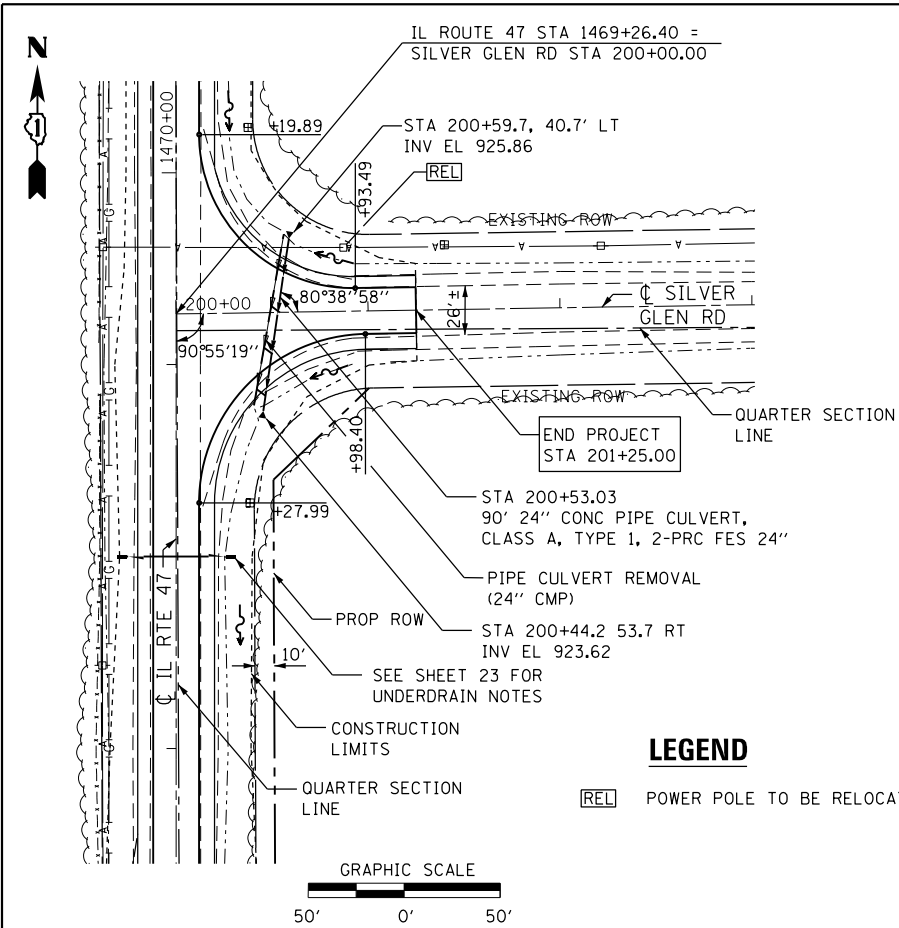 IL ROUTE 47 STA 1469+26.40 =
SILVER GLEN RD STA 200+00.00
N
1
1470+00
+19.89
STA 200+59.7, 40.7' LT
INV EL 925.86
REL
+93.49
EXISTING ROW
200+00
80°38'58''
90°55'19''
26'±
℄ SILVER
GLEN RD
EXISTING ROW
QUARTER SECTION
LINE
END PROJECT
STA 201+25.00
+98.40
+27.99
STA 200+53.03
90' 24'' CONC PIPE CULVERT,
CLASS A, TYPE 1, 2-PRC FES 24''
PIPE CULVERT REMOVAL
(24'' CMP)
STA 200+44.2 53.7 RT
INV EL 923.62
PROP ROW
10'
℄ IL RTE 47
SEE SHEET 23 FOR
UNDERDRAIN NOTES
CONSTRUCTION
LIMITS
QUARTER SECTION
LINE
LEGEND
REL POWER POLE TO BE RELOCAT
GRAPHIC SCALE
50' 0' 50'